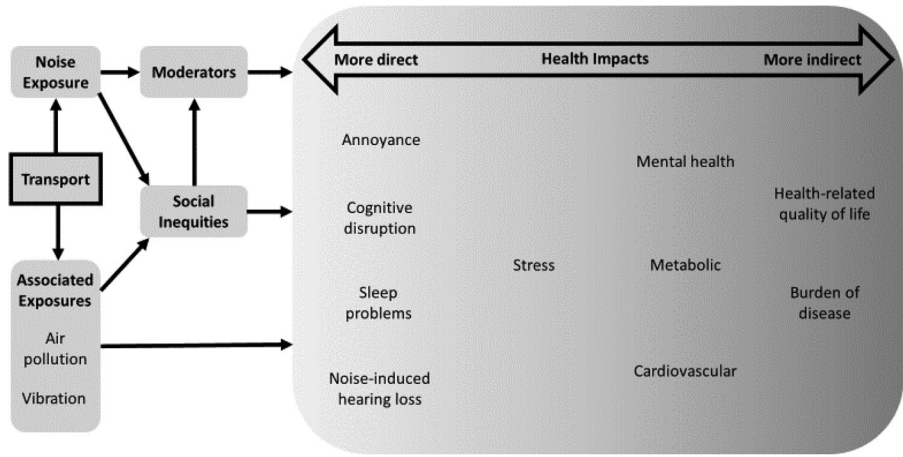 Noise
Exposure
Moderators
Transport
Social
Inequities
Associated
Exposures
Air
pollution
Vibration
More direct
Health Impacts
More indirect
Annoyance
Cognitive
disruption
Sleep
problems
Noise-induced
hearing loss
Stress
Mental health
Metabolic
Cardiovascular
Health-related
quality of life
Burden of
disease